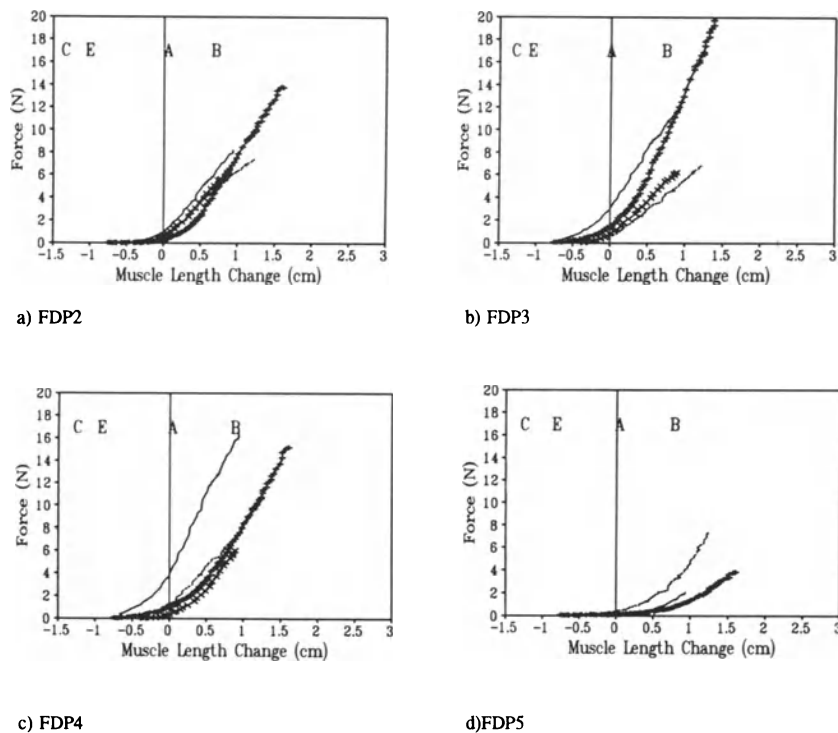 20
18
16
14
12
10
8
6
4
2
0
Force (N)
C E A B
-1.5 -1 -0.5 0 0.5 1 1.5 2 2.5 3
Muscle Length Change (cm)
a) FDP2
20
18
16
14
12
10
8
6
4
2
0
Force (N)
C E A B
-1.5 -1 -0.5 0 0.5 1 1.5 2 2.5 3
Muscle Length Change (cm)
b) FDP3
20
18
16
14
12
10
8
6
4
2
0
Force (N)
C E A B
-1.5 -1 -0.5 0 0.5 1 1.5 2 2.5 3
Muscle Length Change (cm)
c) FDP4
20
18
16
14
12
10
8
6
4
2
0
Force (N)
C E A B
-1.5 -1 -0.5 0 0.5 1 1.5 2 2.5 3
Muscle Length Change (cm)
d)FDP5